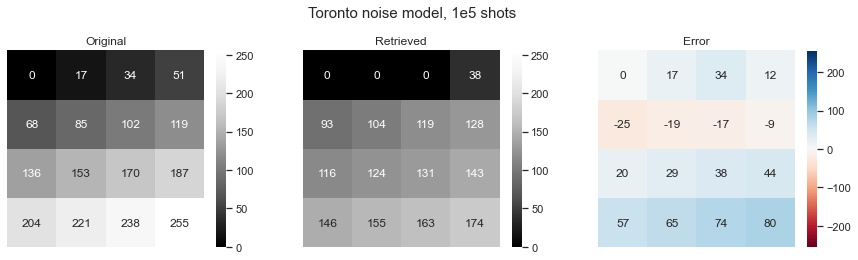 Toronto noise model, 1e5 shots
Original
0 17 34 51
68 85 102 119
136 153 170 187
204 221 238 255
250
200
150
100
50
0
Retrieved
0 0 0 38
93 104 119 128
116 124 131 143
146 155 163 174
250
200
150
100
50
0
Error
0 17 34 12
-25 -19 -17 -9
20 29 38 44
57 65 74 80
200
100
0
−100
−200